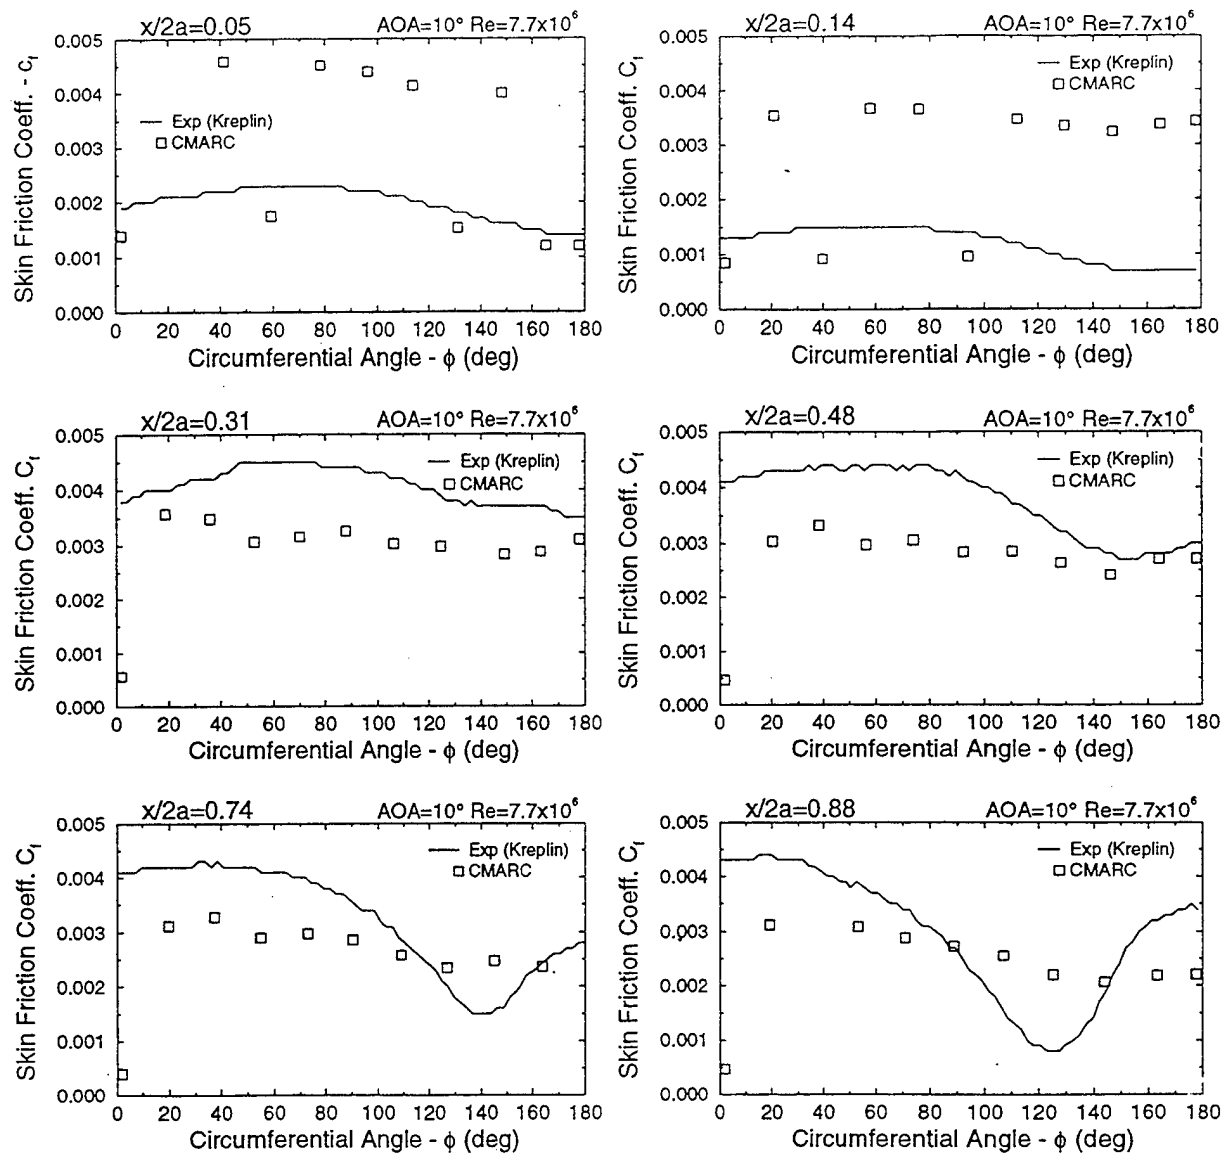 x/2a=0.05 AOA=10° Re=7.7x10⁶
Skin Friction Coeff. - c_f
0.005
0.004
0.003
0.002
0.001
0.000
Exp (Kreplin)
CMARC
0 20 40 60 80 100 120 140 160 180
Circumferential Angle - ϕ (deg)
x/2a=0.14 AOA=10° Re=7.7x10⁶
Skin Friction Coeff. C_f
0.005
0.004
0.003
0.002
0.001
0.000
Exp (Kreplin)
CMARC
0 20 40 60 80 100 120 140 160 180
Circumferential Angle - ϕ (deg)
x/2a=0.31 AOA=10° Re=7.7x10⁶
Skin Friction Coeff. C_f
0.005
0.004
0.003
0.002
0.001
0.000
Exp (Kreplin)
CMARC
0 20 40 60 80 100 120 140 160 180
Circumferential Angle - ϕ (deg)
x/2a=0.48 AOA=10° Re=7.7x10⁶
Skin Friction Coeff. C_f
0.005
0.004
0.003
0.002
0.001
0.000
Exp (Kreplin)
CMARC
0 20 40 60 80 100 120 140 160 180
Circumferential Angle - ϕ (deg)
x/2a=0.74 AOA=10° Re=7.7x10⁶
Skin Friction Coeff. C_f
0.005
0.004
0.003
0.002
0.001
0.000
Exp (Kreplin)
CMARC
0 20 40 60 80 100 120 140 160 180
Circumferential Angle - ϕ (deg)
x/2a=0.88 AOA=10° Re=7.7x10⁶
Skin Friction Coeff. C_f
0.005
0.004
0.003
0.002
0.001
0.000
Exp (Kreplin)
CMARC
0 20 40 60 80 100 120 140 160 180
Circumferential Angle - ϕ (deg)